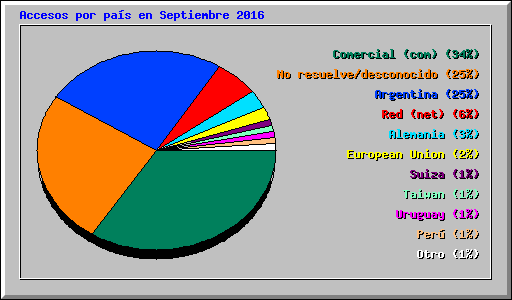 Accesos por país en Septiembre 2016
Comercial (com) (34%)
No resuelve/desconocido (25%)
Argentina (25%)
Red (net) (6%)
Alemania (3%)
European Union (2%)
Suiza (1%)
Taiwan (1%)
Uruguay (1%)
Perú (1%)
Otro (1%)